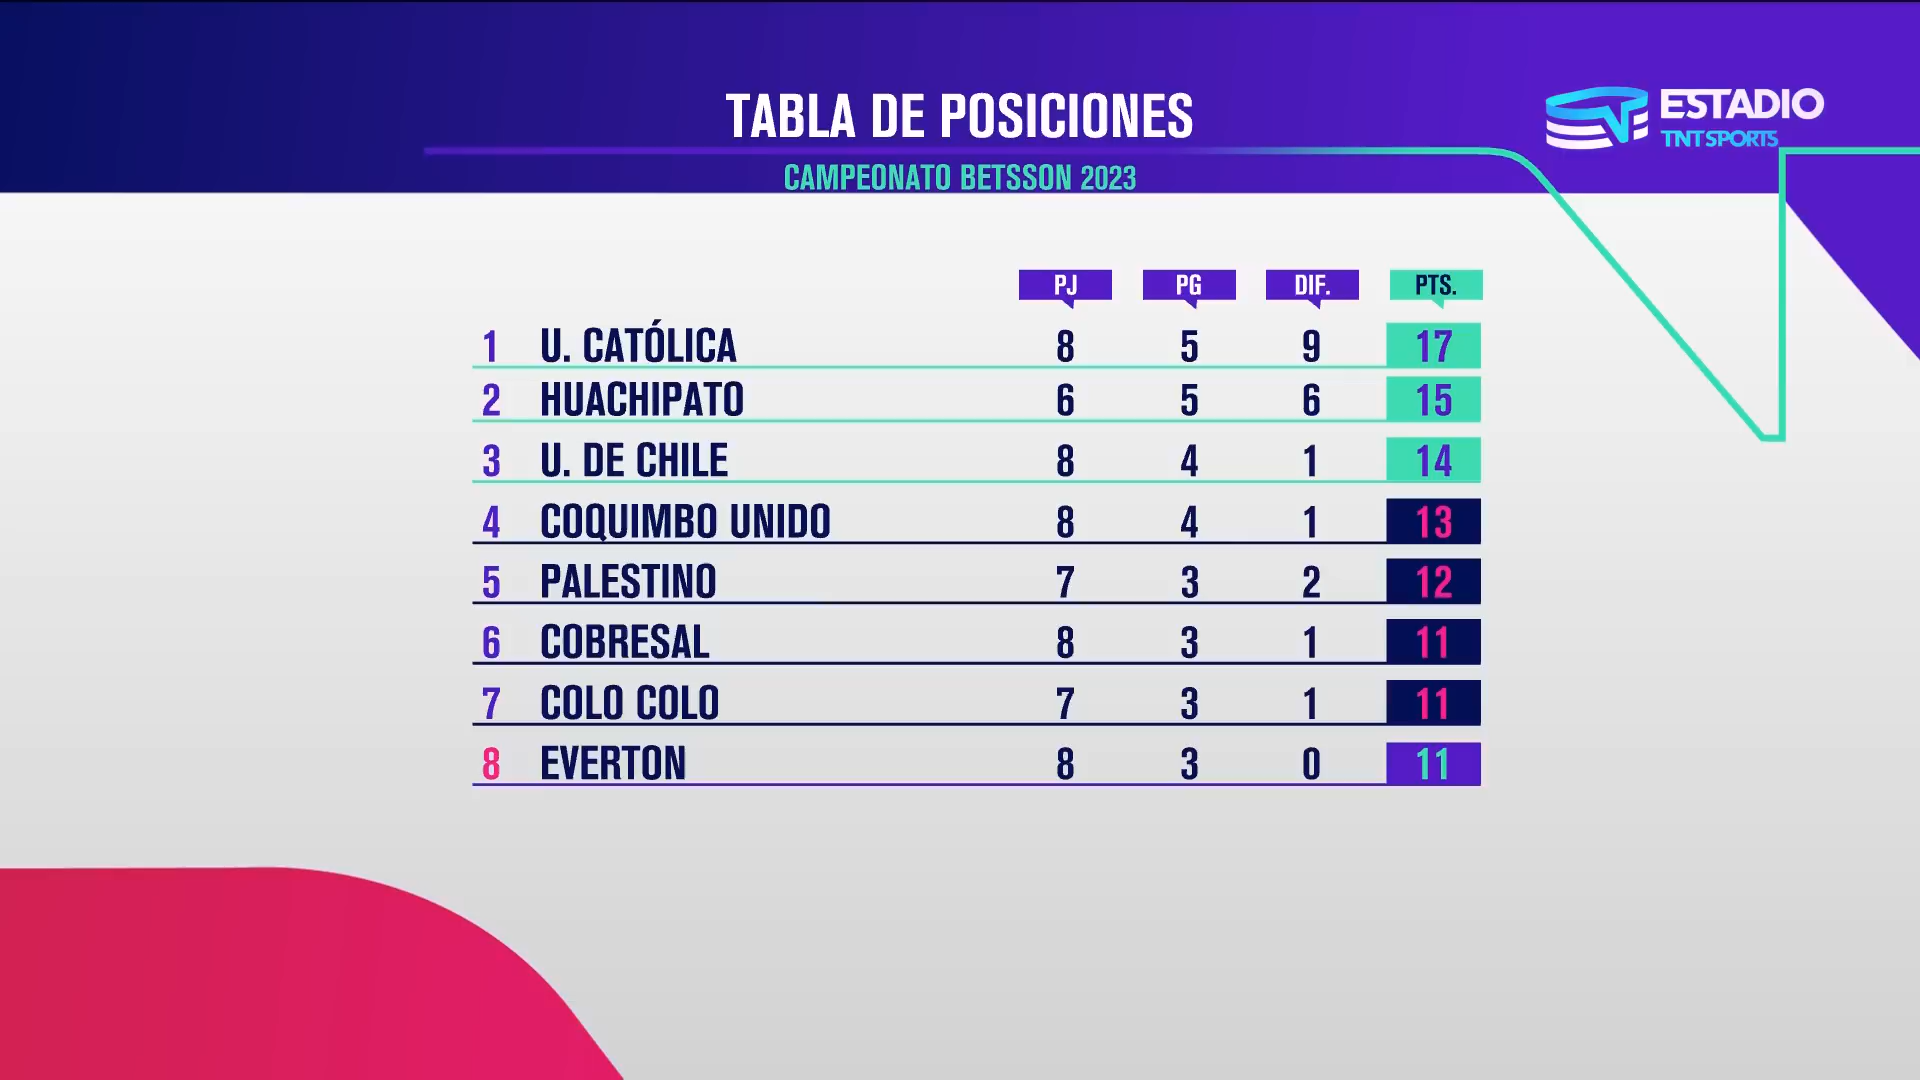 TABLA DE POSICIONES
ESTADIO
TNT SPORTS
CAMPEONATO BETSSON 2023
PJ PG DIF. PTS.
1 U. CATÓLICA 8 5 9 17
2 HUACHIPATO 6 5 6 15
3 U. DE CHILE 8 4 1 14
4 COQUIMBO UNIDO 8 4 1 13
5 PALESTINO 7 3 2 12
6 COBRESAL 8 3 1 11
7 COLO COLO 7 3 1 11
8 EVERTON 8 3 0 11